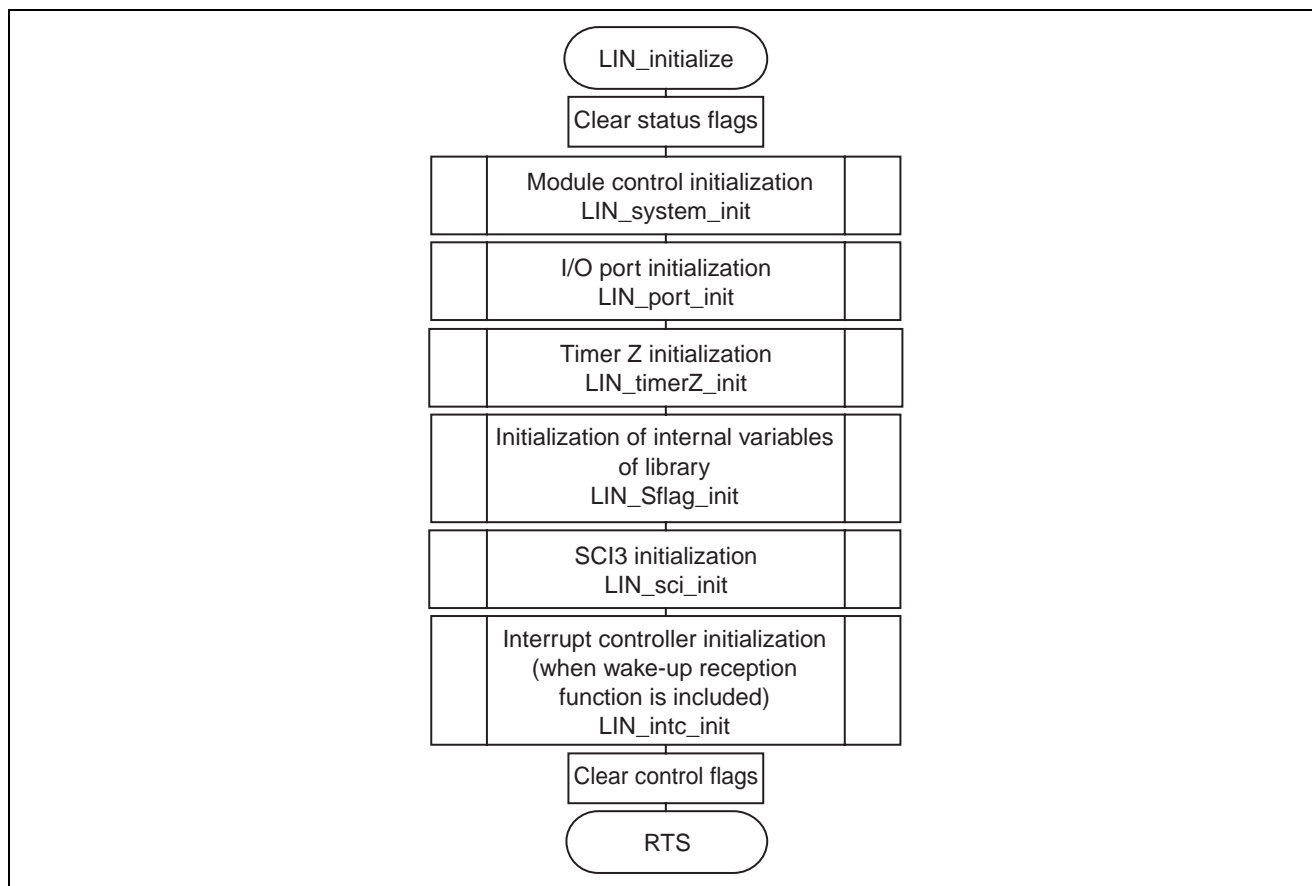 LIN_initialize
Clear status flags
Module control initialization
LIN_system_init
I/O port initialization
LIN_port_init
Timer Z initialization
LIN_timerZ_init
Initialization of internal variables
of library
LIN_Sflag_init
SCI3 initialization
LIN_sci_init
Interrupt controller initialization
(when wake-up reception
function is included)
LIN_intc_init
Clear control flags
RTS